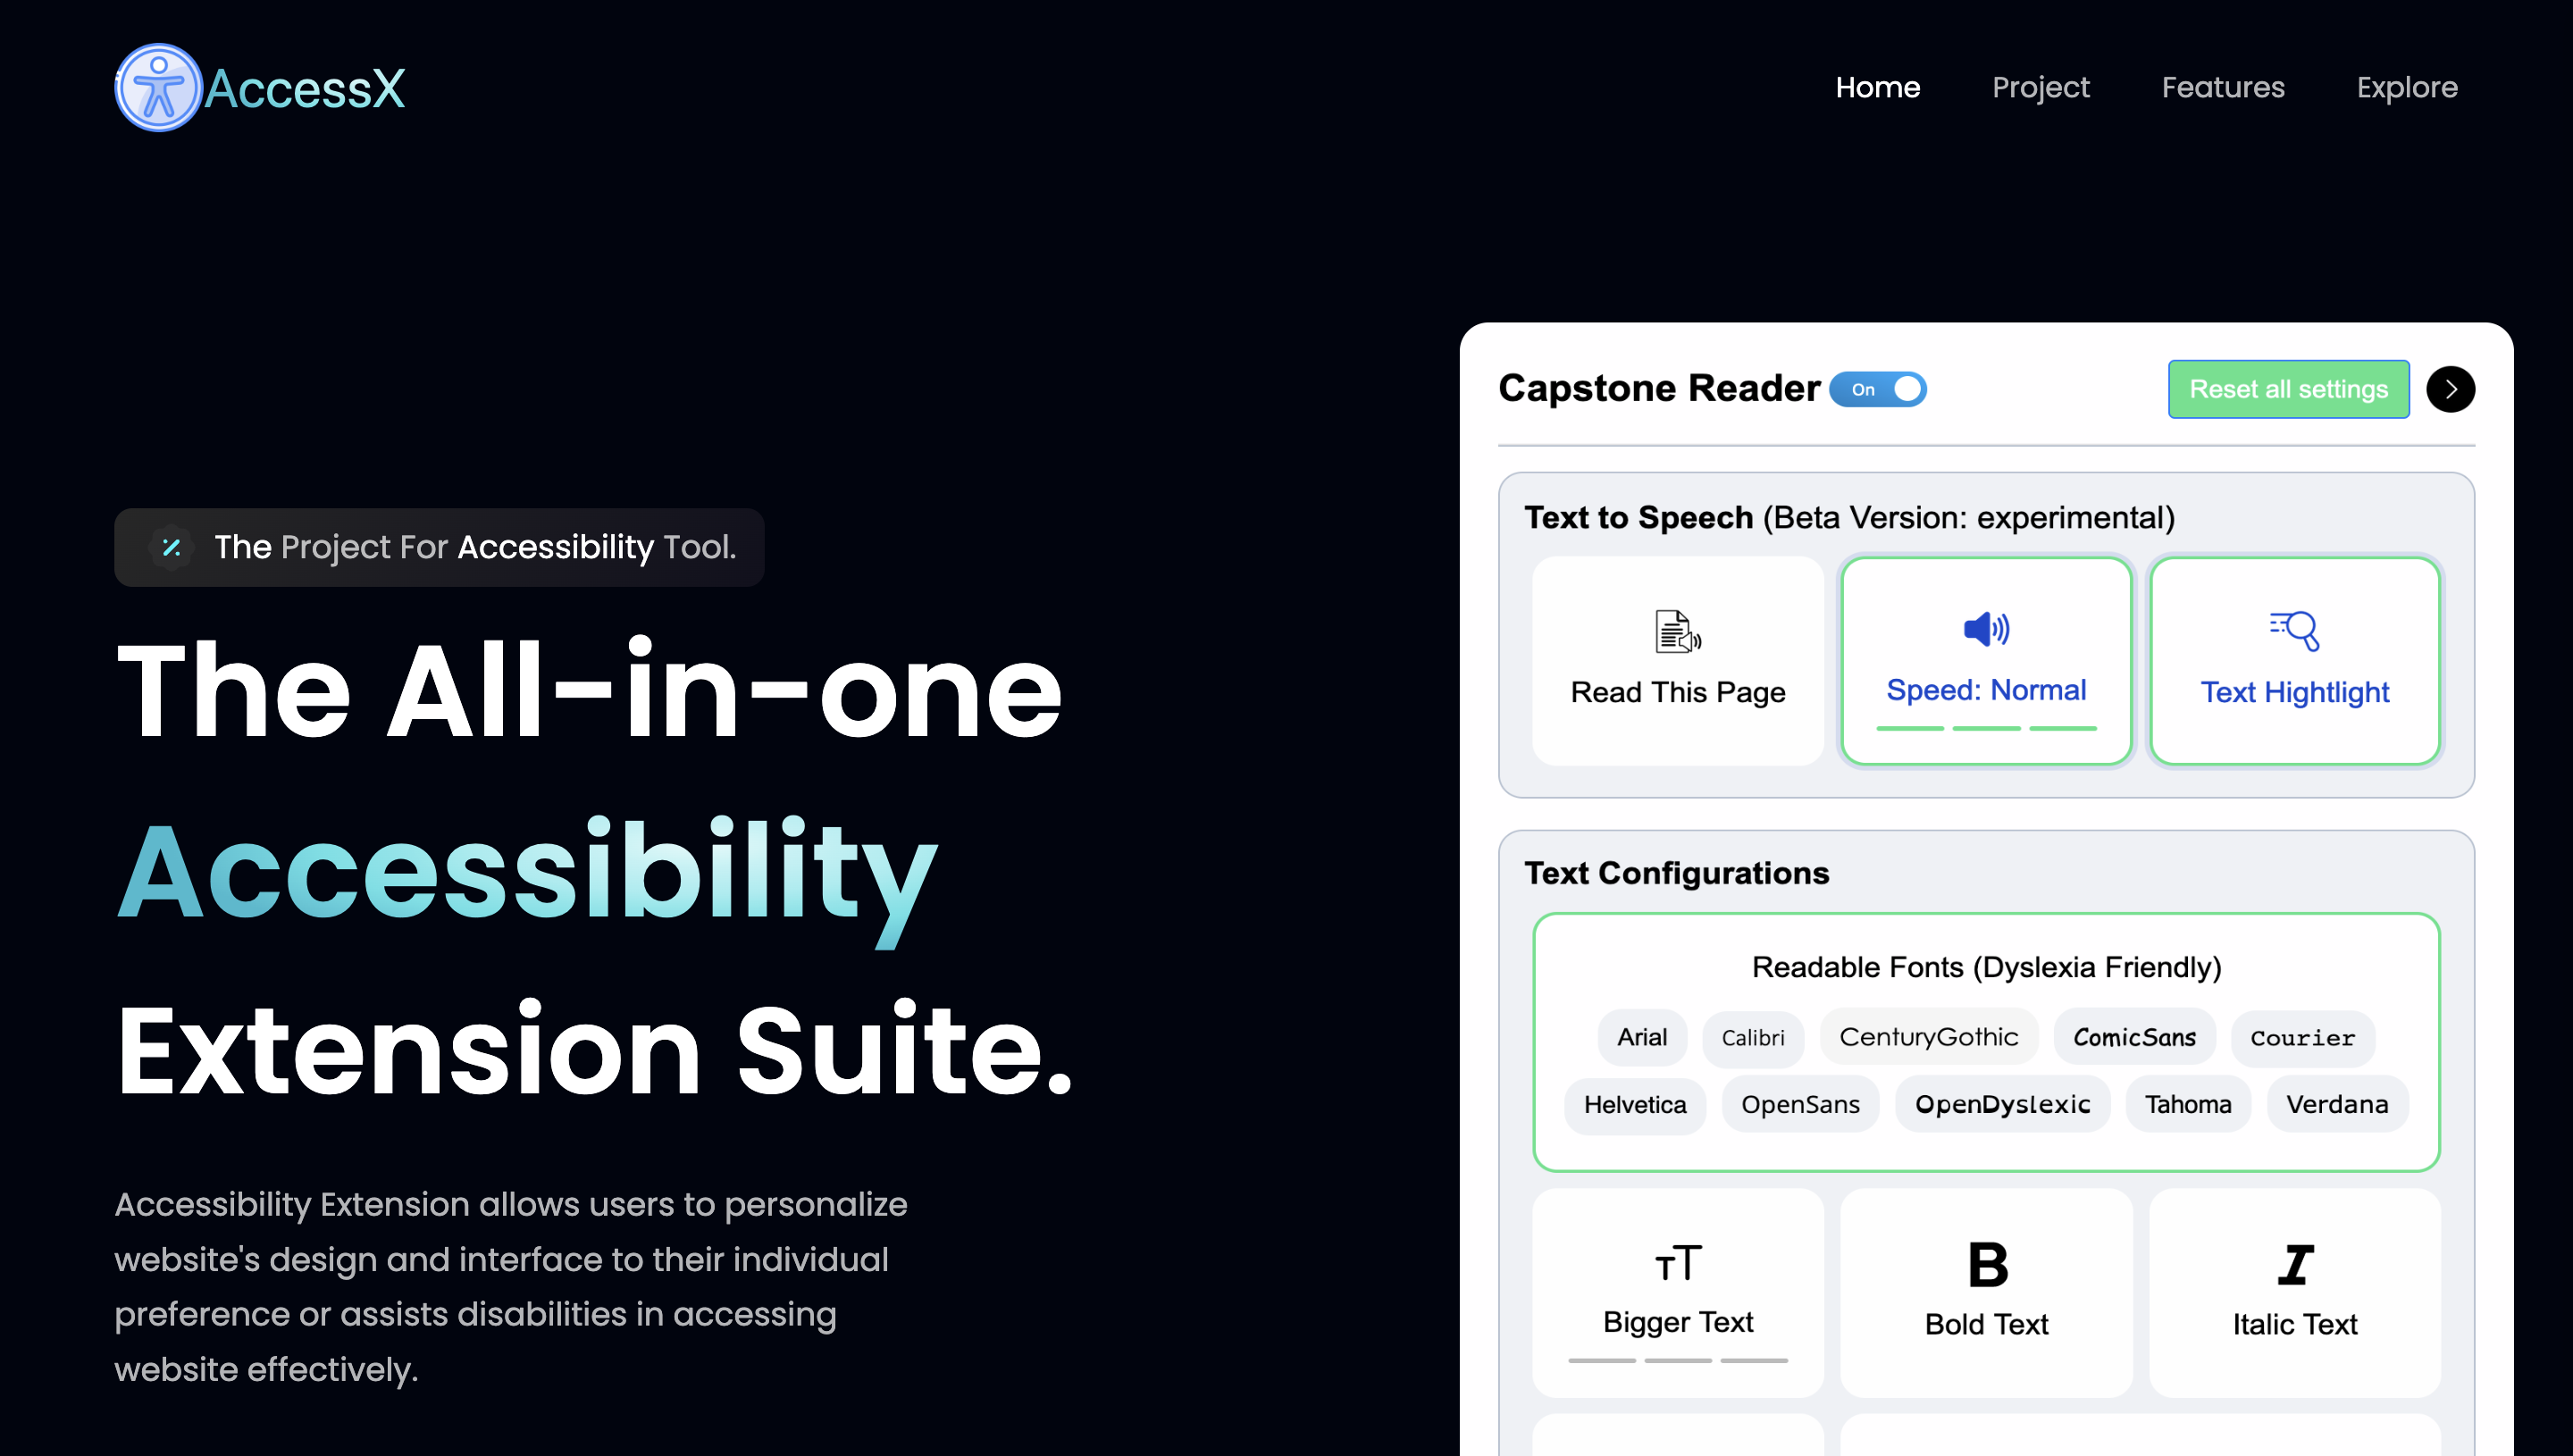 AccessX
Home Project Features Explore
The Project For Accessibility Tool.
The All-in-one
Accessibility
Extension Suite.
Accessibility Extension allows users to personalize
website's design and interface to their individual
preference or assists disabilities in accessing
website effectively.
Capstone Reader On Reset all settings
Text to Speech (Beta Version: experimental)
Read This Page Speed: Normal Text Hightlight
Text Configurations
Readable Fonts (Dyslexia Friendly)
Arial Calibri CenturyGothic ComicSans Courier
Helvetica OpenSans OpenDyslexic Tahoma Verdana
Bigger Text Bold Text Italic Text